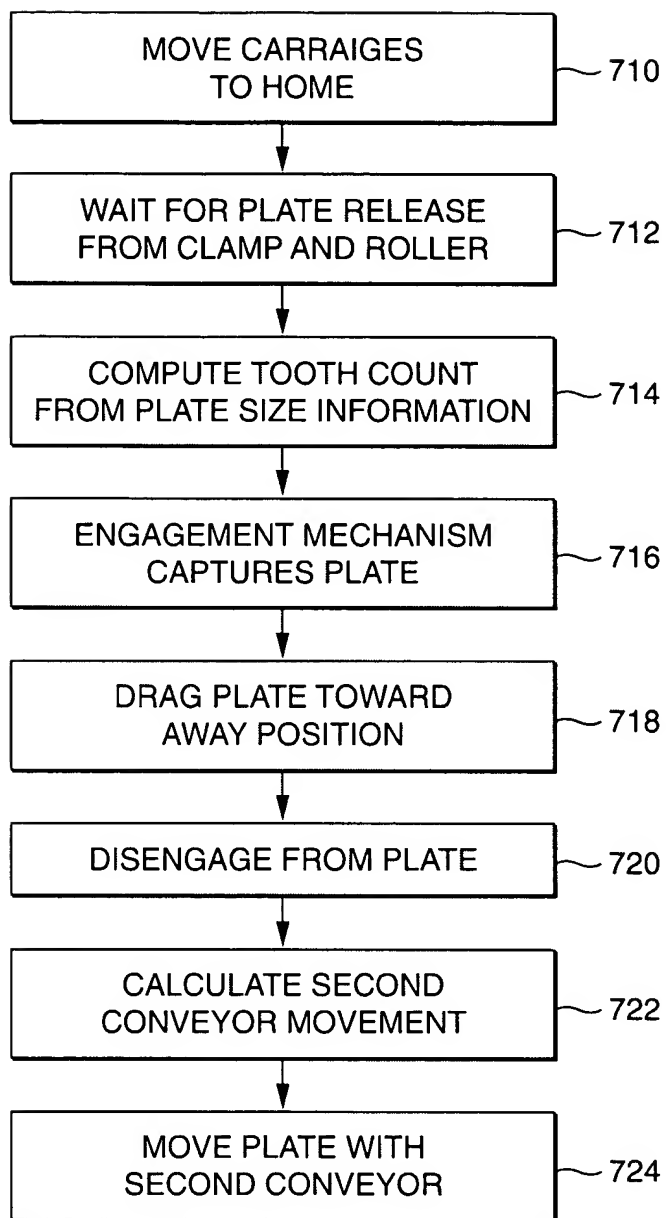 MOVE CARRAIGES
TO HOME
710
WAIT FOR PLATE RELEASE
FROM CLAMP AND ROLLER
712
COMPUTE TOOTH COUNT
FROM PLATE SIZE INFORMATION
714
ENGAGEMENT MECHANISM
CAPTURES PLATE
716
DRAG PLATE TOWARD
AWAY POSITION
718
DISENGAGE FROM PLATE
720
CALCULATE SECOND
CONVEYOR MOVEMENT
722
MOVE PLATE WITH
SECOND CONVEYOR
724